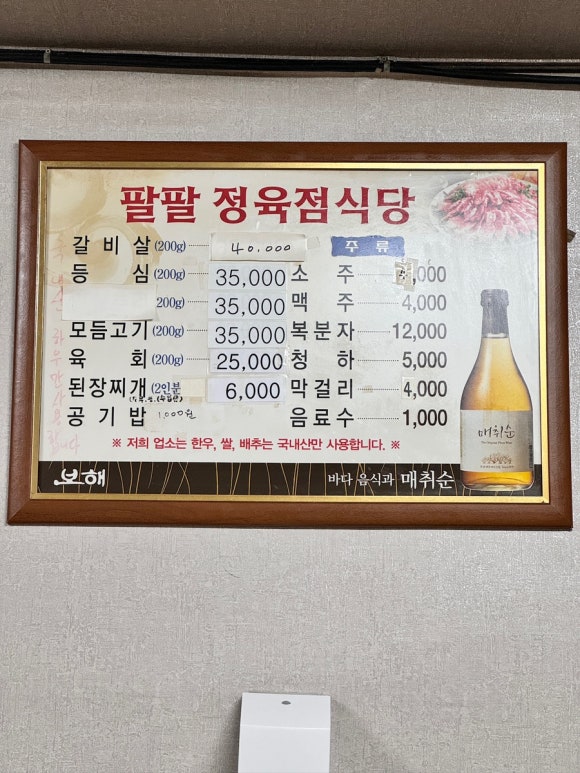 팔팔 정육점식당
갈비살(200g) 40.000 주류
등심(200g) 35,000 소주 ,000
200g) 35,000 맥주 4,000
모듬고기(200g) 35,000 복분자 12,000
육회(200g) 25,000 청하 5,000
된장찌개(2인분 6,000 막걸리 4,000
공기밥 1,000원 음료수 1,000
※ 저희 업소는 한우, 쌀, 배추는 국내산만 사용합니다. ※
보해 바다 음식과 매취순
매취순